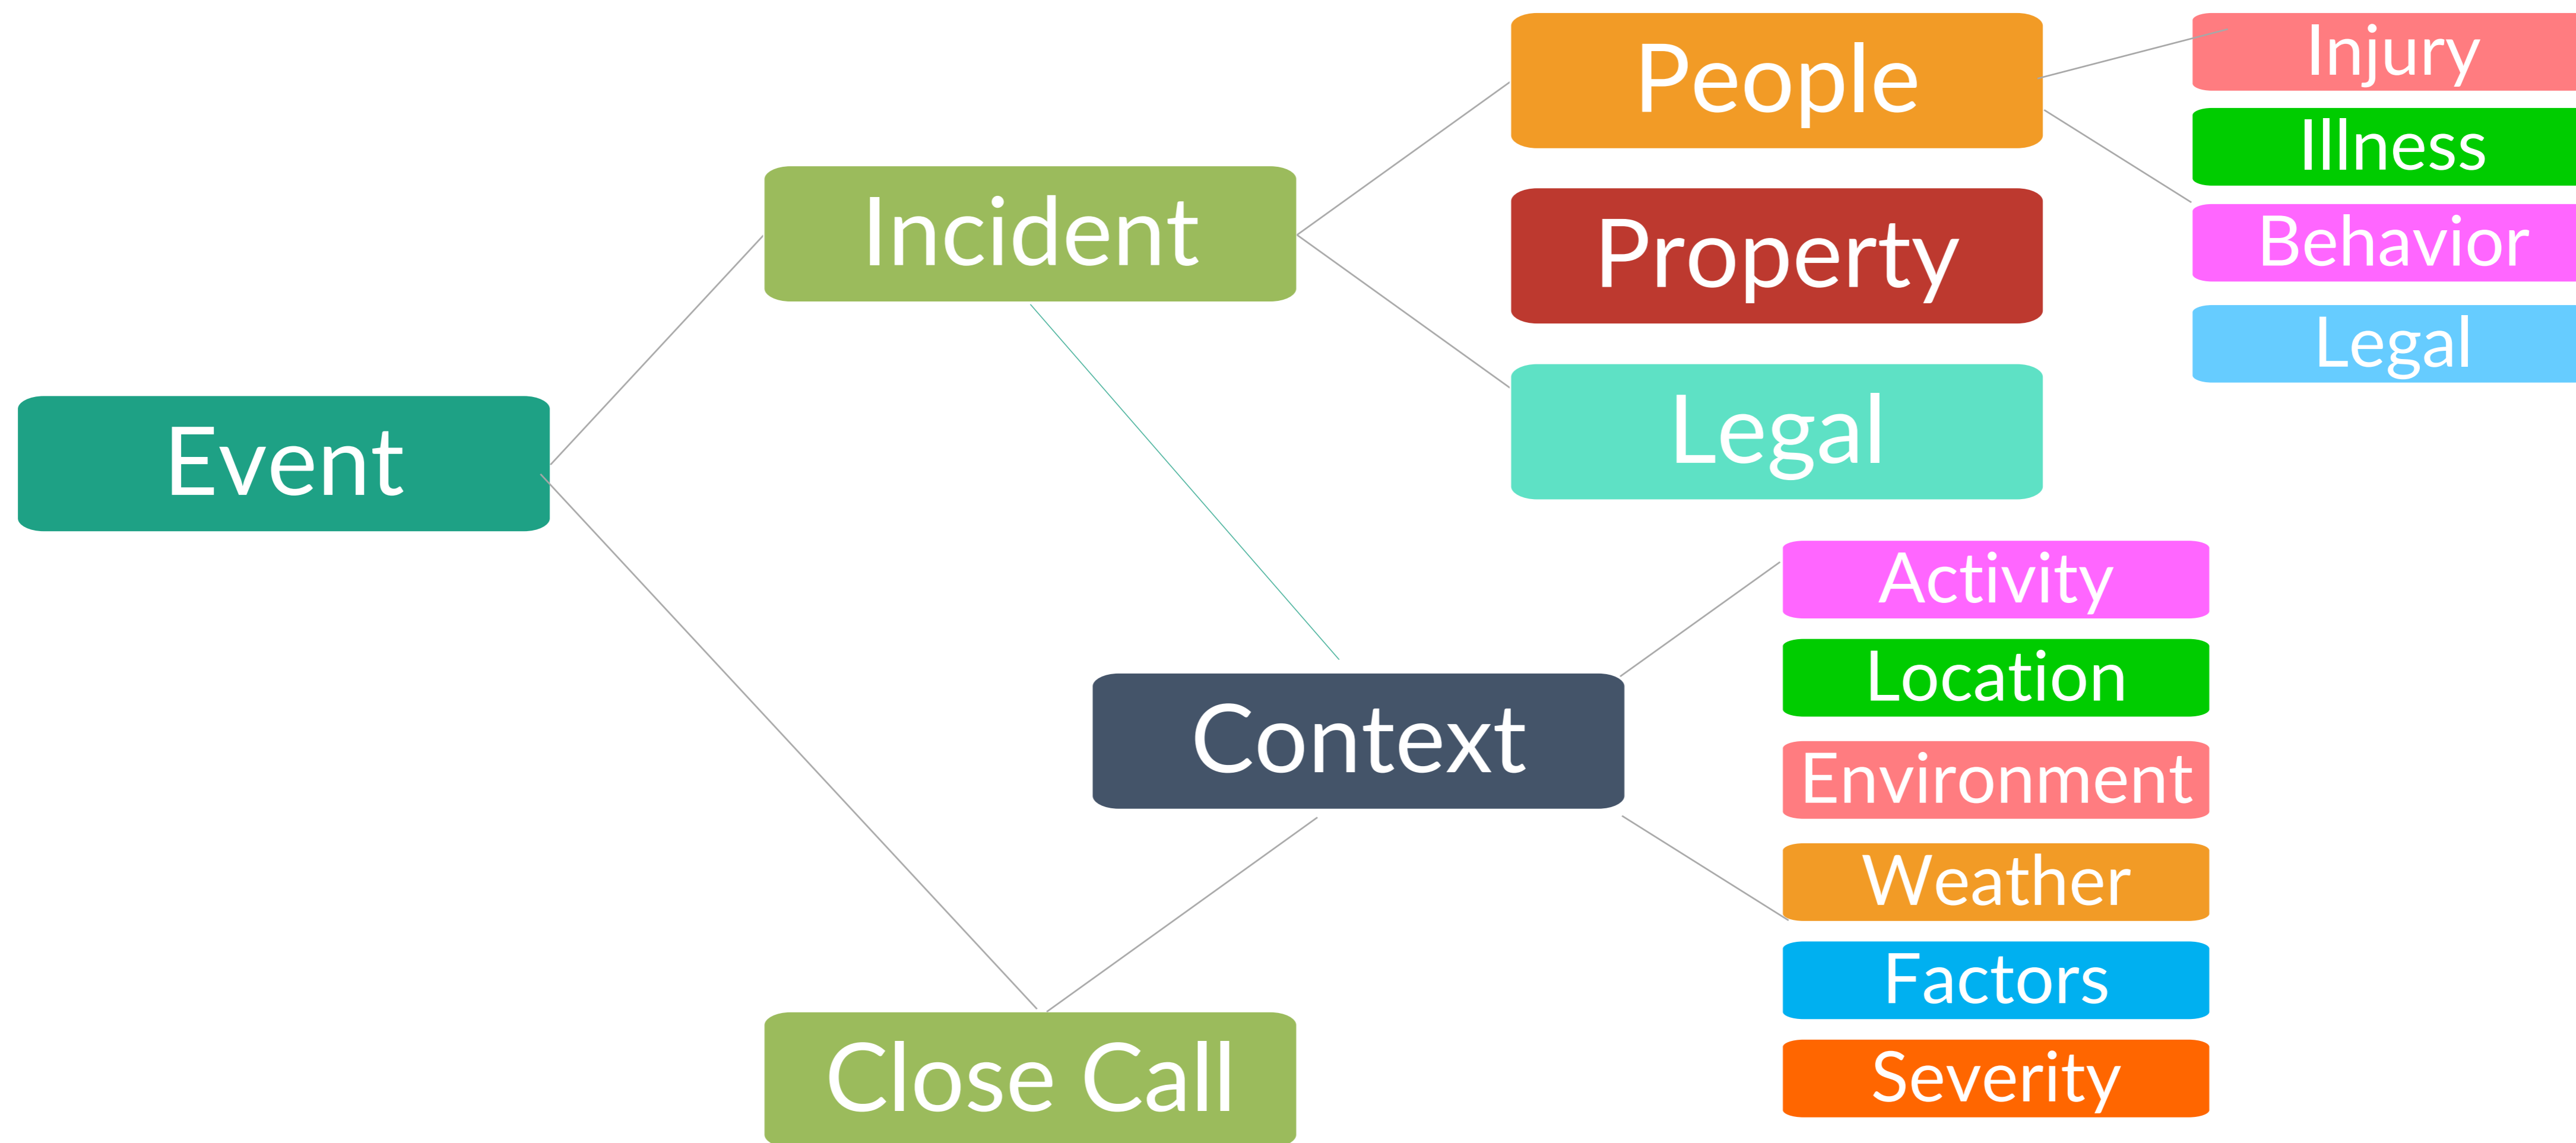 Event
Incident
Close Call
Context
People
Property
Legal
Injury
Illness
Behavior
Legal
Activity
Location
Environment
Weather
Factors
Severity